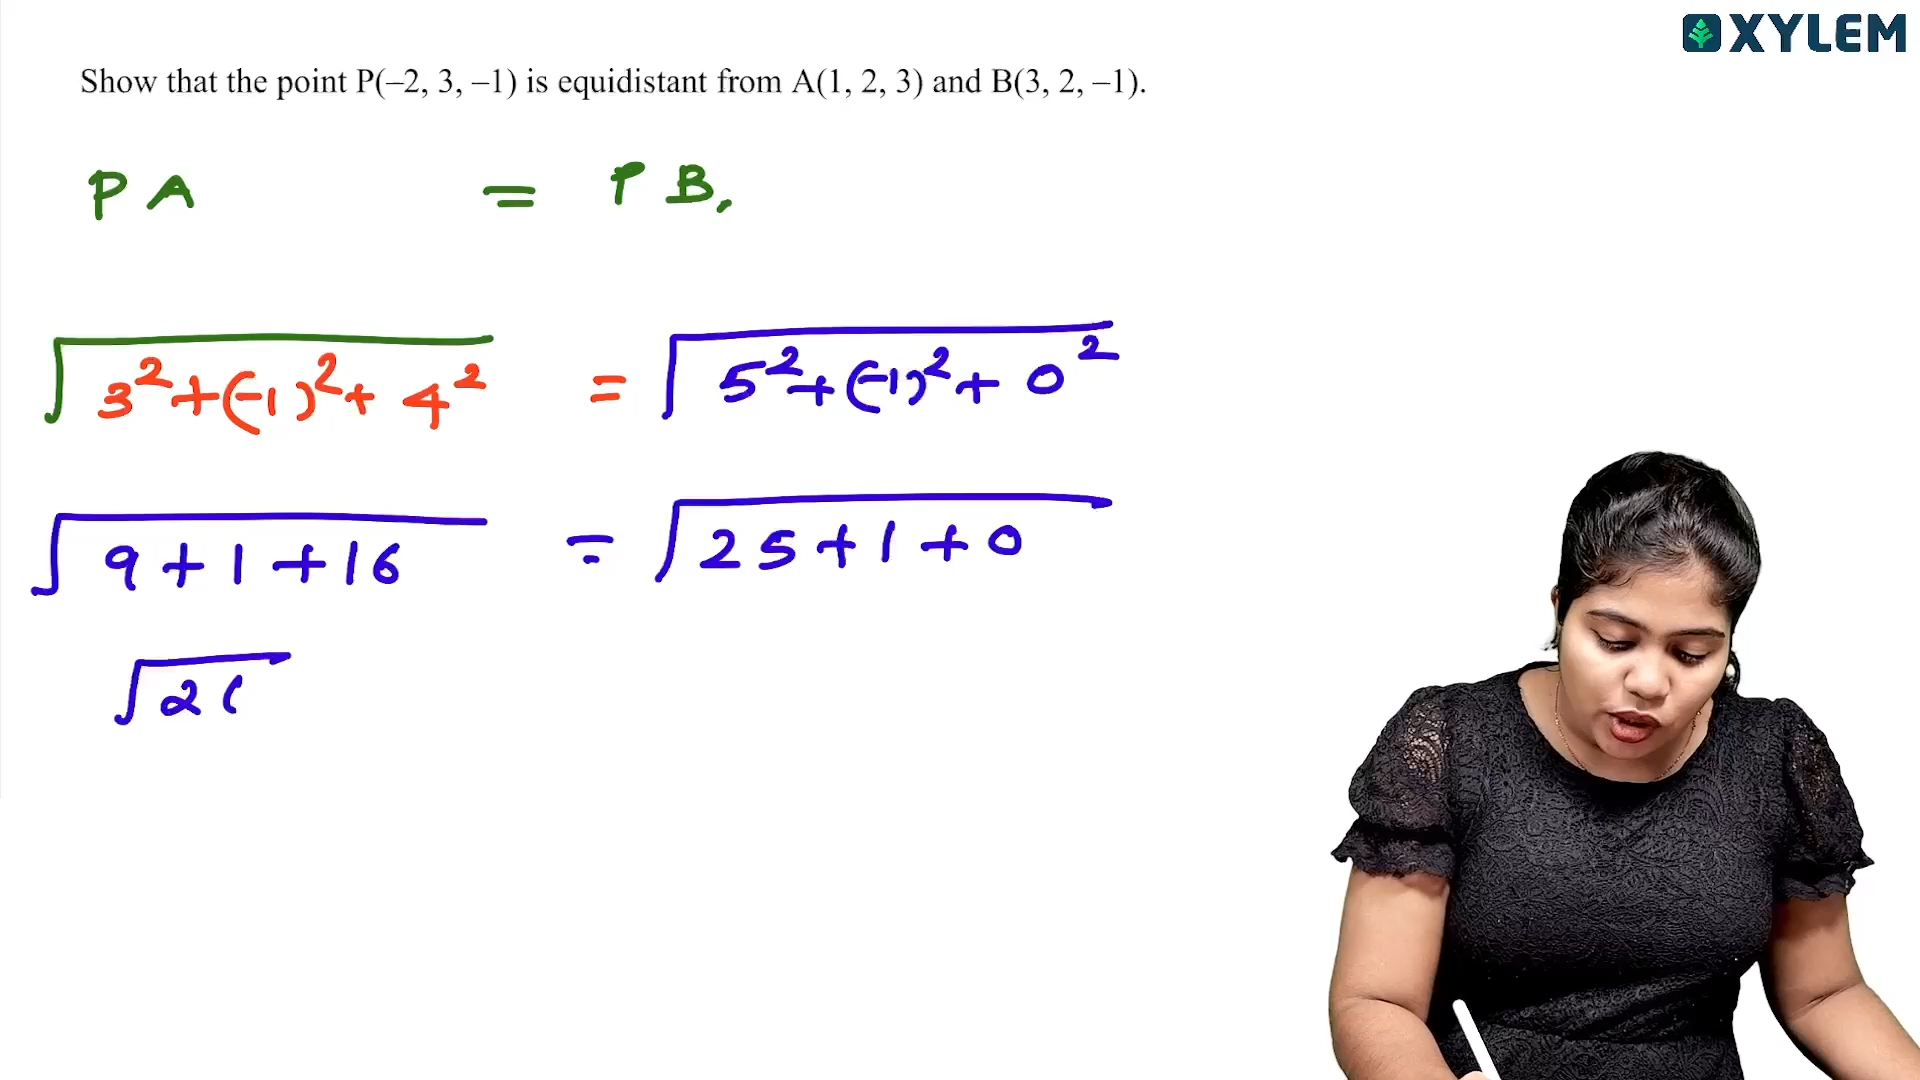 XYLEM
Show that the point P(–2, 3, –1) is equidistant from A(1, 2, 3) and B(3, 2, –1).
PA = PB,
√3²+(-1)²+4² = √5²+(-1)²+0²
√9+1+16 = √25+1+0
√2(